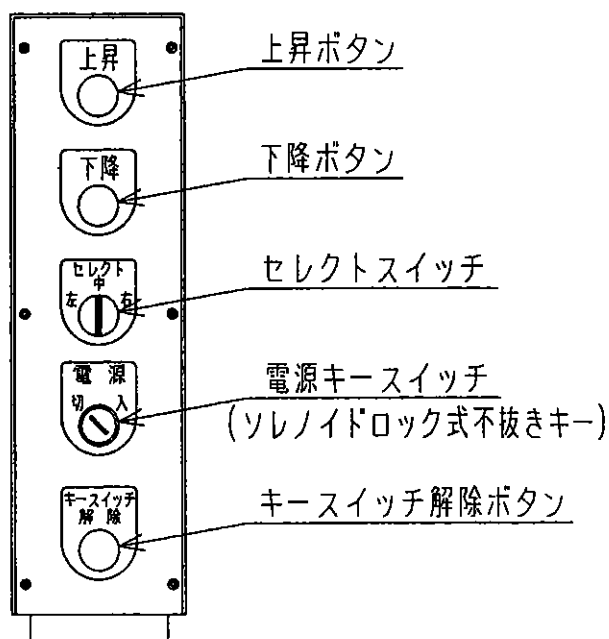 上昇
上昇ボタン
下降
下降ボタン
セレクト
中
左 右
セレクトスイッチ
電源
切 入
電源キースイッチ
(ソレノイドロック式不抜きキー)
キースイッチ
解除
キースイッチ解除ボタン